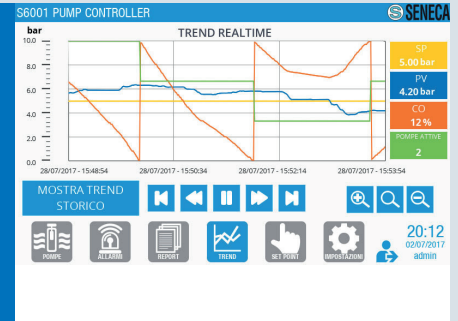 S6001 PUMP CONTROLLER
SENECA
bar
TREND REALTIME
10.0
8.0
6.0
4.0
2.0
0.0
28/07/2017 - 15:48:54
28/07/2017 - 15:50:34
28/07/2017 - 15:52:14
28/07/2017 - 15:53:54
SP
5.00 bar
PV
4.20 bar
CO
12 %
POMPE ATTIVE
2
MOSTRA TREND
STORICO
POMPE
ALLARMI
REPORT
TREND
SET POINT
IMPOSTAZIONI
20:12
02/07/2017
admin